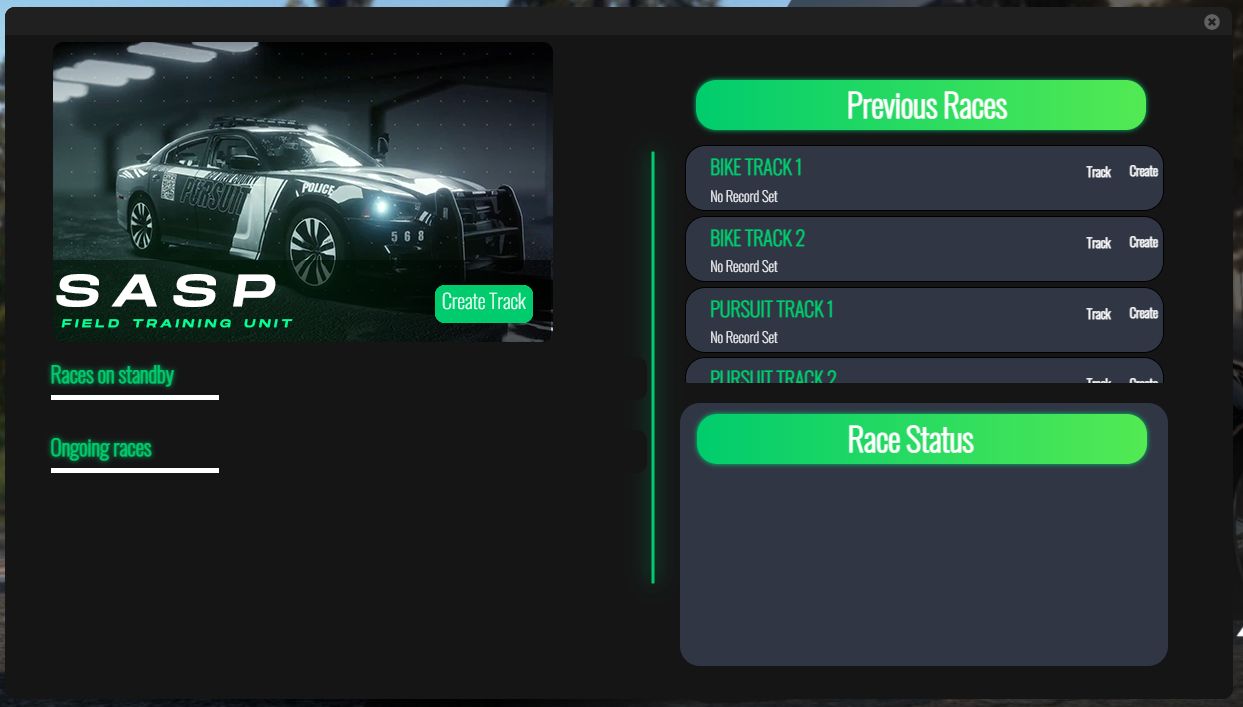 PURSUIT
POLICE
568
SASP
FIELD TRAINING UNIT
Create Track
Races on standby
Ongoing races
Previous Races
BIKE TRACK 1
No Record Set
Track Create
BIKE TRACK 2
No Record Set
Track Create
PURSUIT TRACK 1
No Record Set
Track Create
PURSUIT TRACK 2
Track Create
Race Status